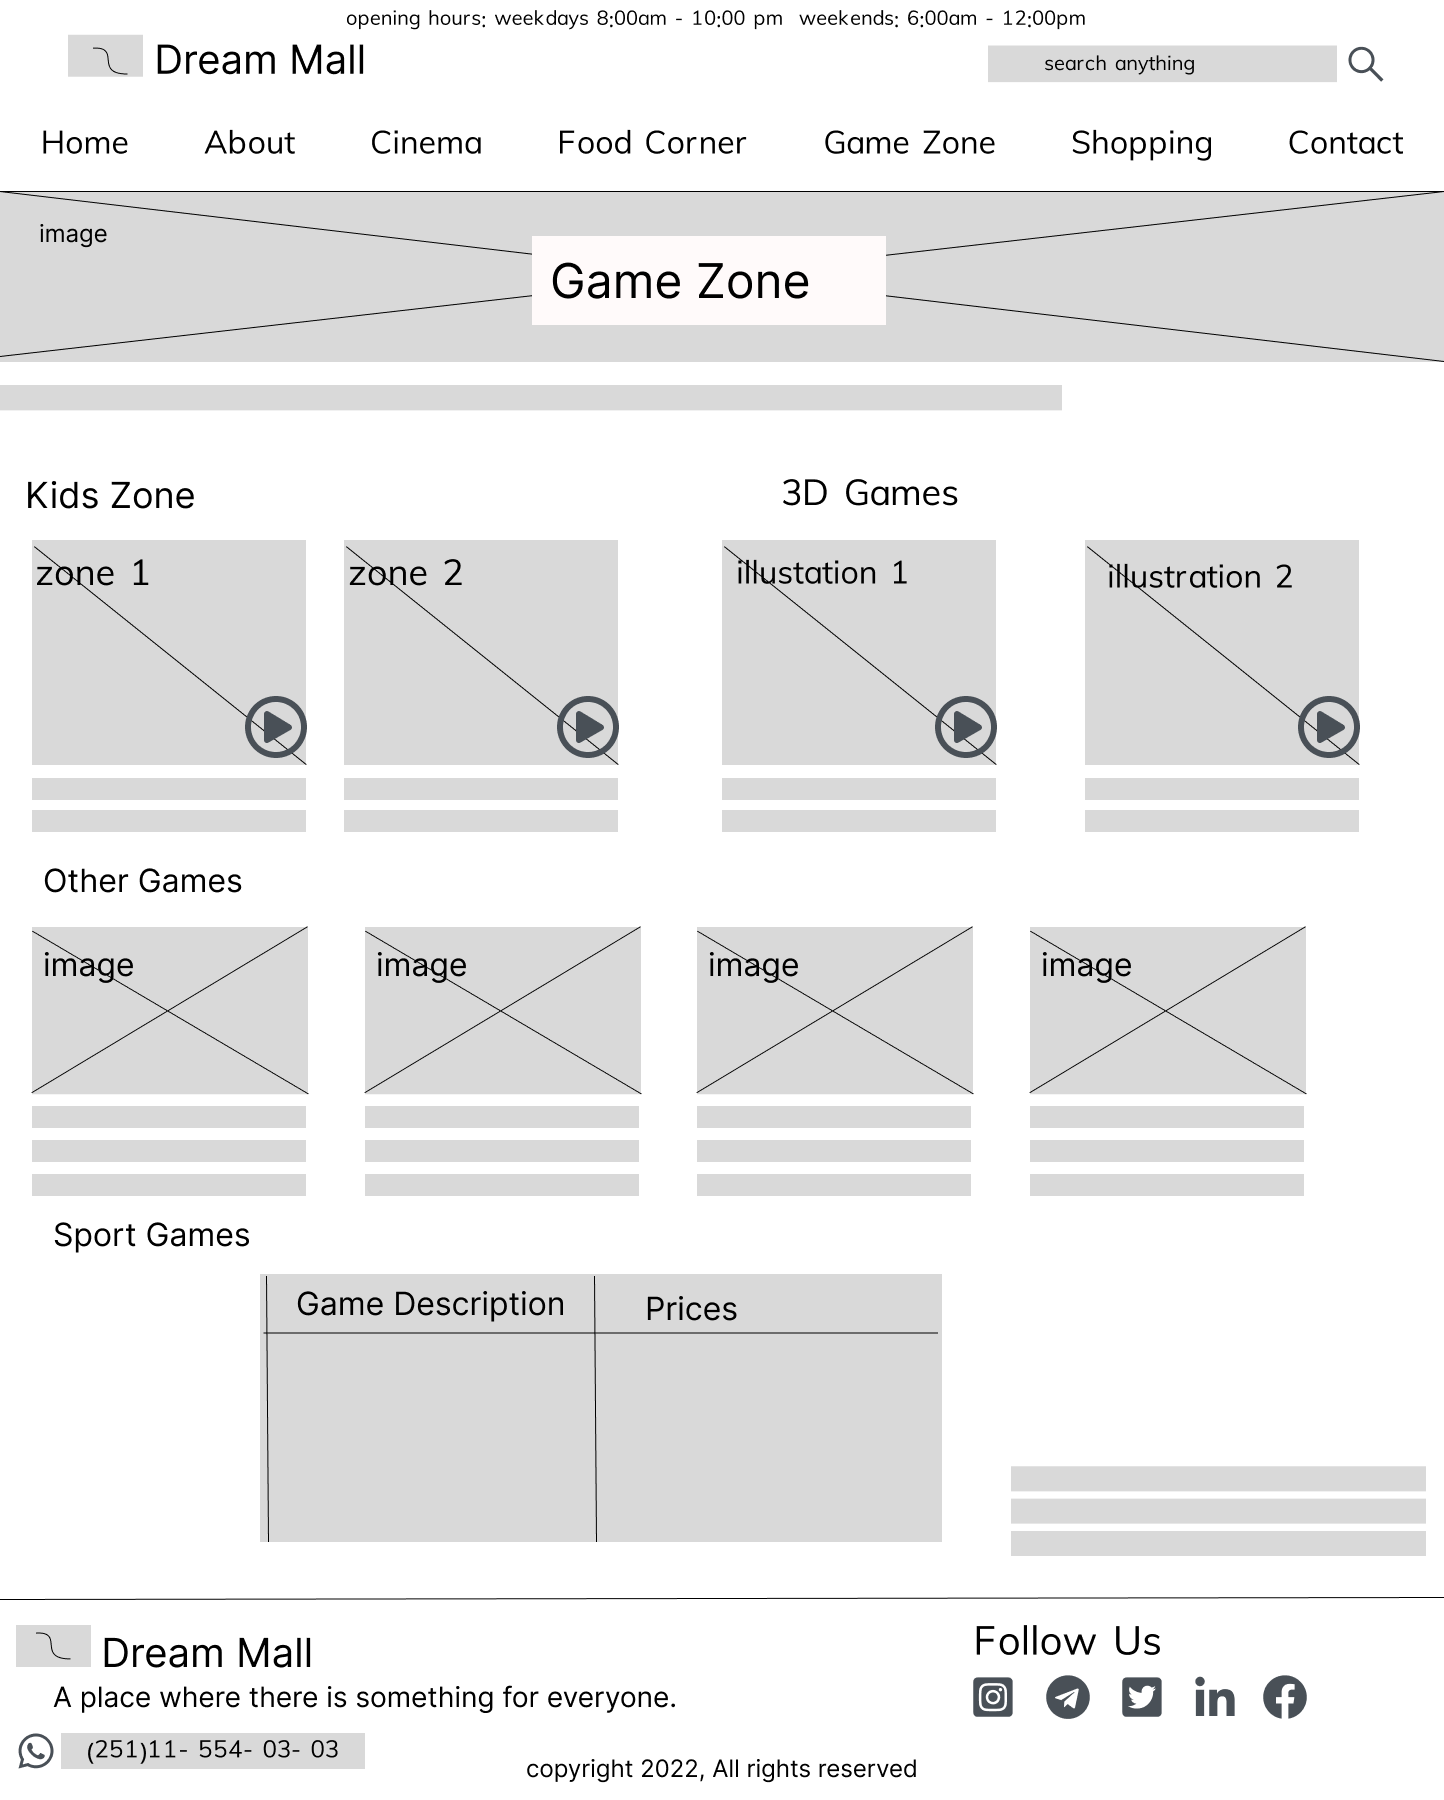 opening hours: weekdays 8:00am - 10:00 pm weekends: 6:00am - 12:00pm
Dream Mall
search anything
Home About Cinema Food Corner Game Zone Shopping Contact
image
Game Zone
Kids Zone
3D Games
zone 1
zone 2
illustation 1
illustration 2
Other Games
image
image
image
image
Sport Games
Game Description
Prices
Dream Mall
A place where there is something for everyone.
(251)11- 554- 03- 03
Follow Us
copyright 2022, All rights reserved